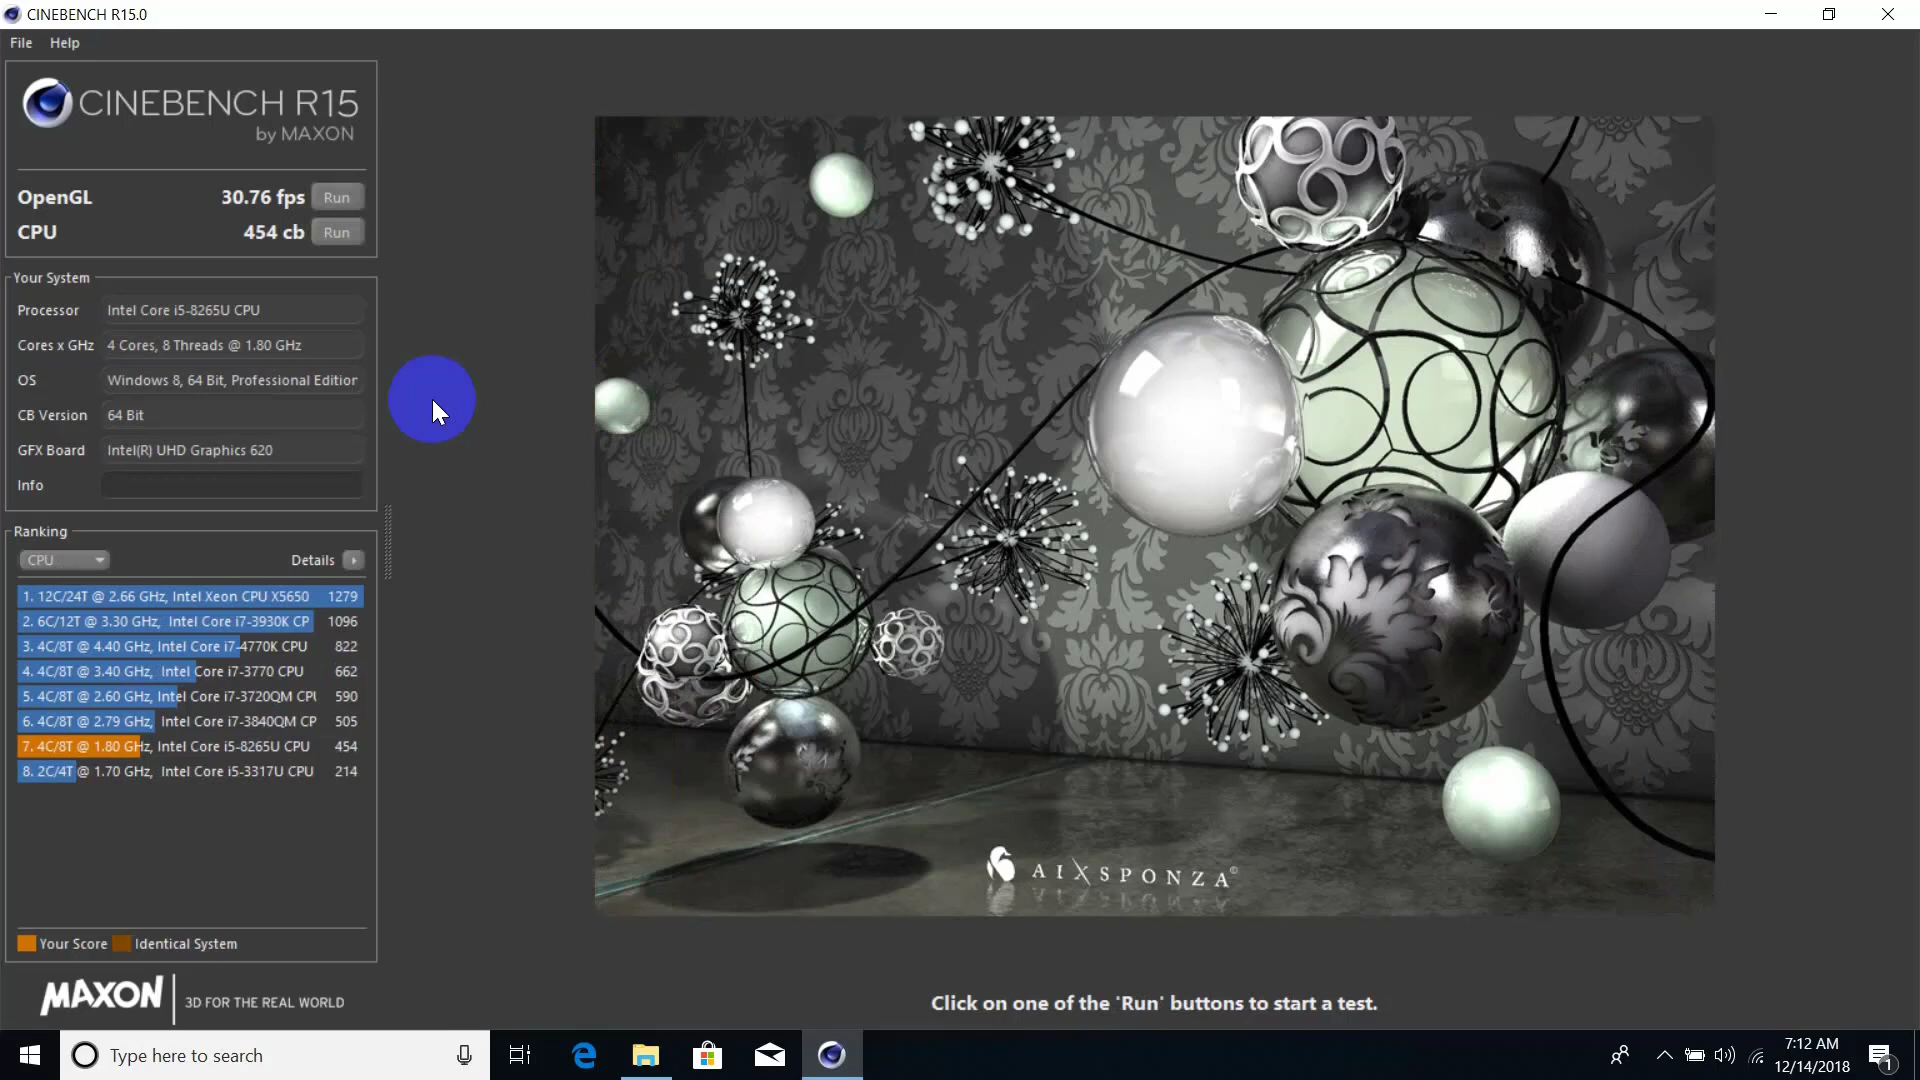 CINEBENCH R15.0
File Help
CINEBENCH R15
by MAXON
OpenGL 30.76 fps Run
CPU 454 cb Run
Your System
Processor Intel Core i5-8265U CPU
Cores x GHz 4 Cores, 8 Threads @ 1.80 GHz
OS Windows 8, 64 Bit, Professional Edition
CB Version 64 Bit
GFX Board Intel(R) UHD Graphics 620
Info
Ranking
CPU Details
1. 12C/24T @ 2.66 GHz, Intel Xeon CPU X5650 1279
2. 6C/12T @ 3.30 GHz, Intel Core i7-3930K CP 1096
3. 4C/8T @ 4.40 GHz, Intel Core i7-4770K CPU 822
4. 4C/8T @ 3.40 GHz, Intel Core i7-3770 CPU 662
5. 4C/8T @ 2.60 GHz, Intel Core i7-3720QM CPU 590
6. 4C/8T @ 2.79 GHz, Intel Core i7-3840QM CP 505
7. 4C/8T @ 1.80 GHz, Intel Core i5-8265U CPU 454
8. 2C/4T @ 1.70 GHz, Intel Core i5-3317U CPU 214
Your Score Identical System
MAXON 3D FOR THE REAL WORLD
AIXSPONZA©
Click on one of the 'Run' buttons to start a test.
Type here to search
7:12 AM
12/14/2018
1